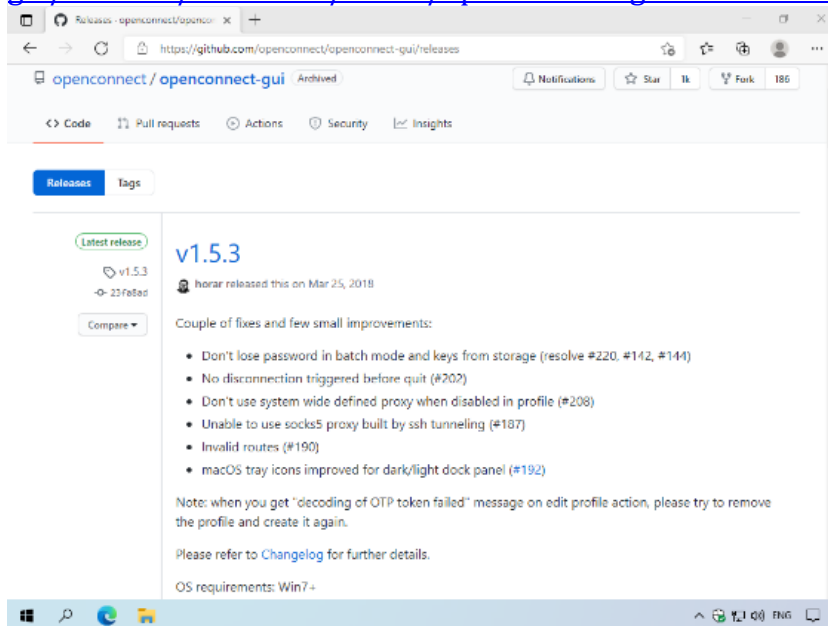 Releases · openconnect/openconne
https://github.com/openconnect/openconnect-gui/releases
openconnect / openconnect-gui Archived
Notifications Star 1k Fork 186
Code Pull requests Actions Security Insights
Releases Tags
Latest release
v1.5.3
23fa8ad
Compare
v1.5.3
horar released this on Mar 25, 2018
Couple of fixes and few small improvements:
• Don't lose password in batch mode and keys from storage (resolve #220, #142, #144)
• No disconnection triggered before quit (#202)
• Don't use system wide defined proxy when disabled in profile (#208)
• Unable to use socks5 proxy built by ssh tunneling (#187)
• Invalid routes (#190)
• macOS tray icons improved for dark/light dock panel (#192)
Note: when you get "decoding of OTP token failed" message on edit profile action, please try to remove
the profile and create it again.
Please refer to Changelog for further details.
OS requirements: Win7+
ENG